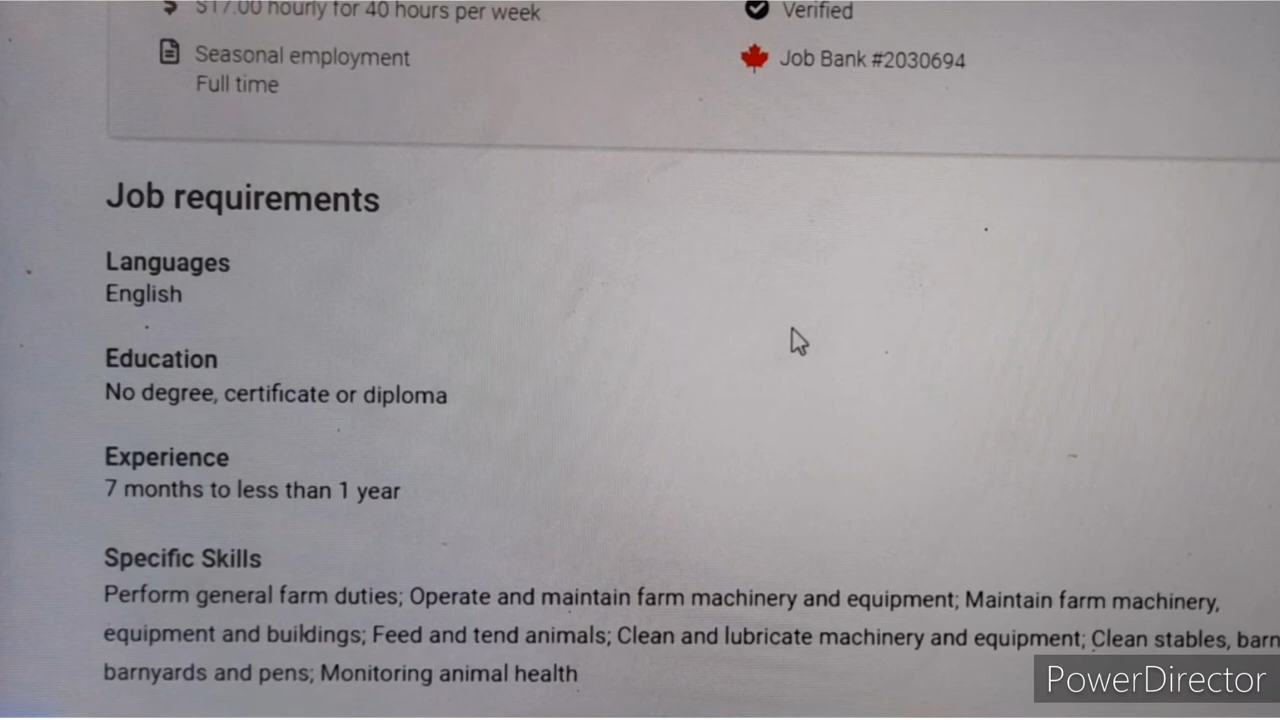 $17.00 hourly for 40 hours per week
Verified
Seasonal employment
Job Bank #2030694
Full time
Job requirements
Languages
English
Education
No degree, certificate or diploma
Experience
7 months to less than 1 year
Specific Skills
Perform general farm duties; Operate and maintain farm machinery and equipment; Maintain farm machinery,
equipment and buildings; Feed and tend animals; Clean and lubricate machinery and equipment; Clean stables, barn
barnyards and pens; Monitoring animal health
PowerDirector